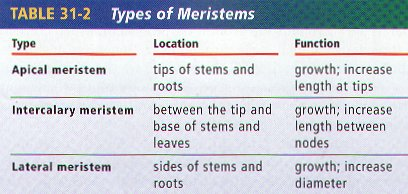 TABLE 31-2 Types of Meristems
Type Location Function
Apical meristem tips of stems and growth; increase
roots length at tips
Intercalary meristem between the tip and growth; increase
base of stems and length between
leaves nodes
Lateral meristem sides of stems and growth; increase
roots diameter